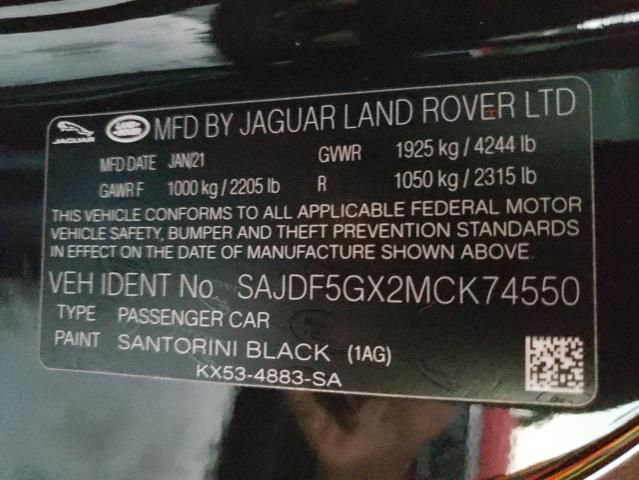 JAGUAR LAND ROVER MFD BY JAGUAR LAND ROVER LTD
MFD DATE JAN/21 GVWR 1925 kg / 4244 lb
GAWR F 1000 kg / 2205 lb R 1050 kg / 2315 lb
THIS VEHICLE CONFORMS TO ALL APPLICABLE FEDERAL MOTOR
VEHICLE SAFETY, BUMPER AND THEFT PREVENTION STANDARDS
IN EFFECT ON THE DATE OF MANUFACTURE SHOWN ABOVE.
VEH IDENT No. SAJDF5GX2MCK74550
TYPE PASSENGER CAR
PAINT SANTORINI BLACK (1AG)
KX53-4883-SA